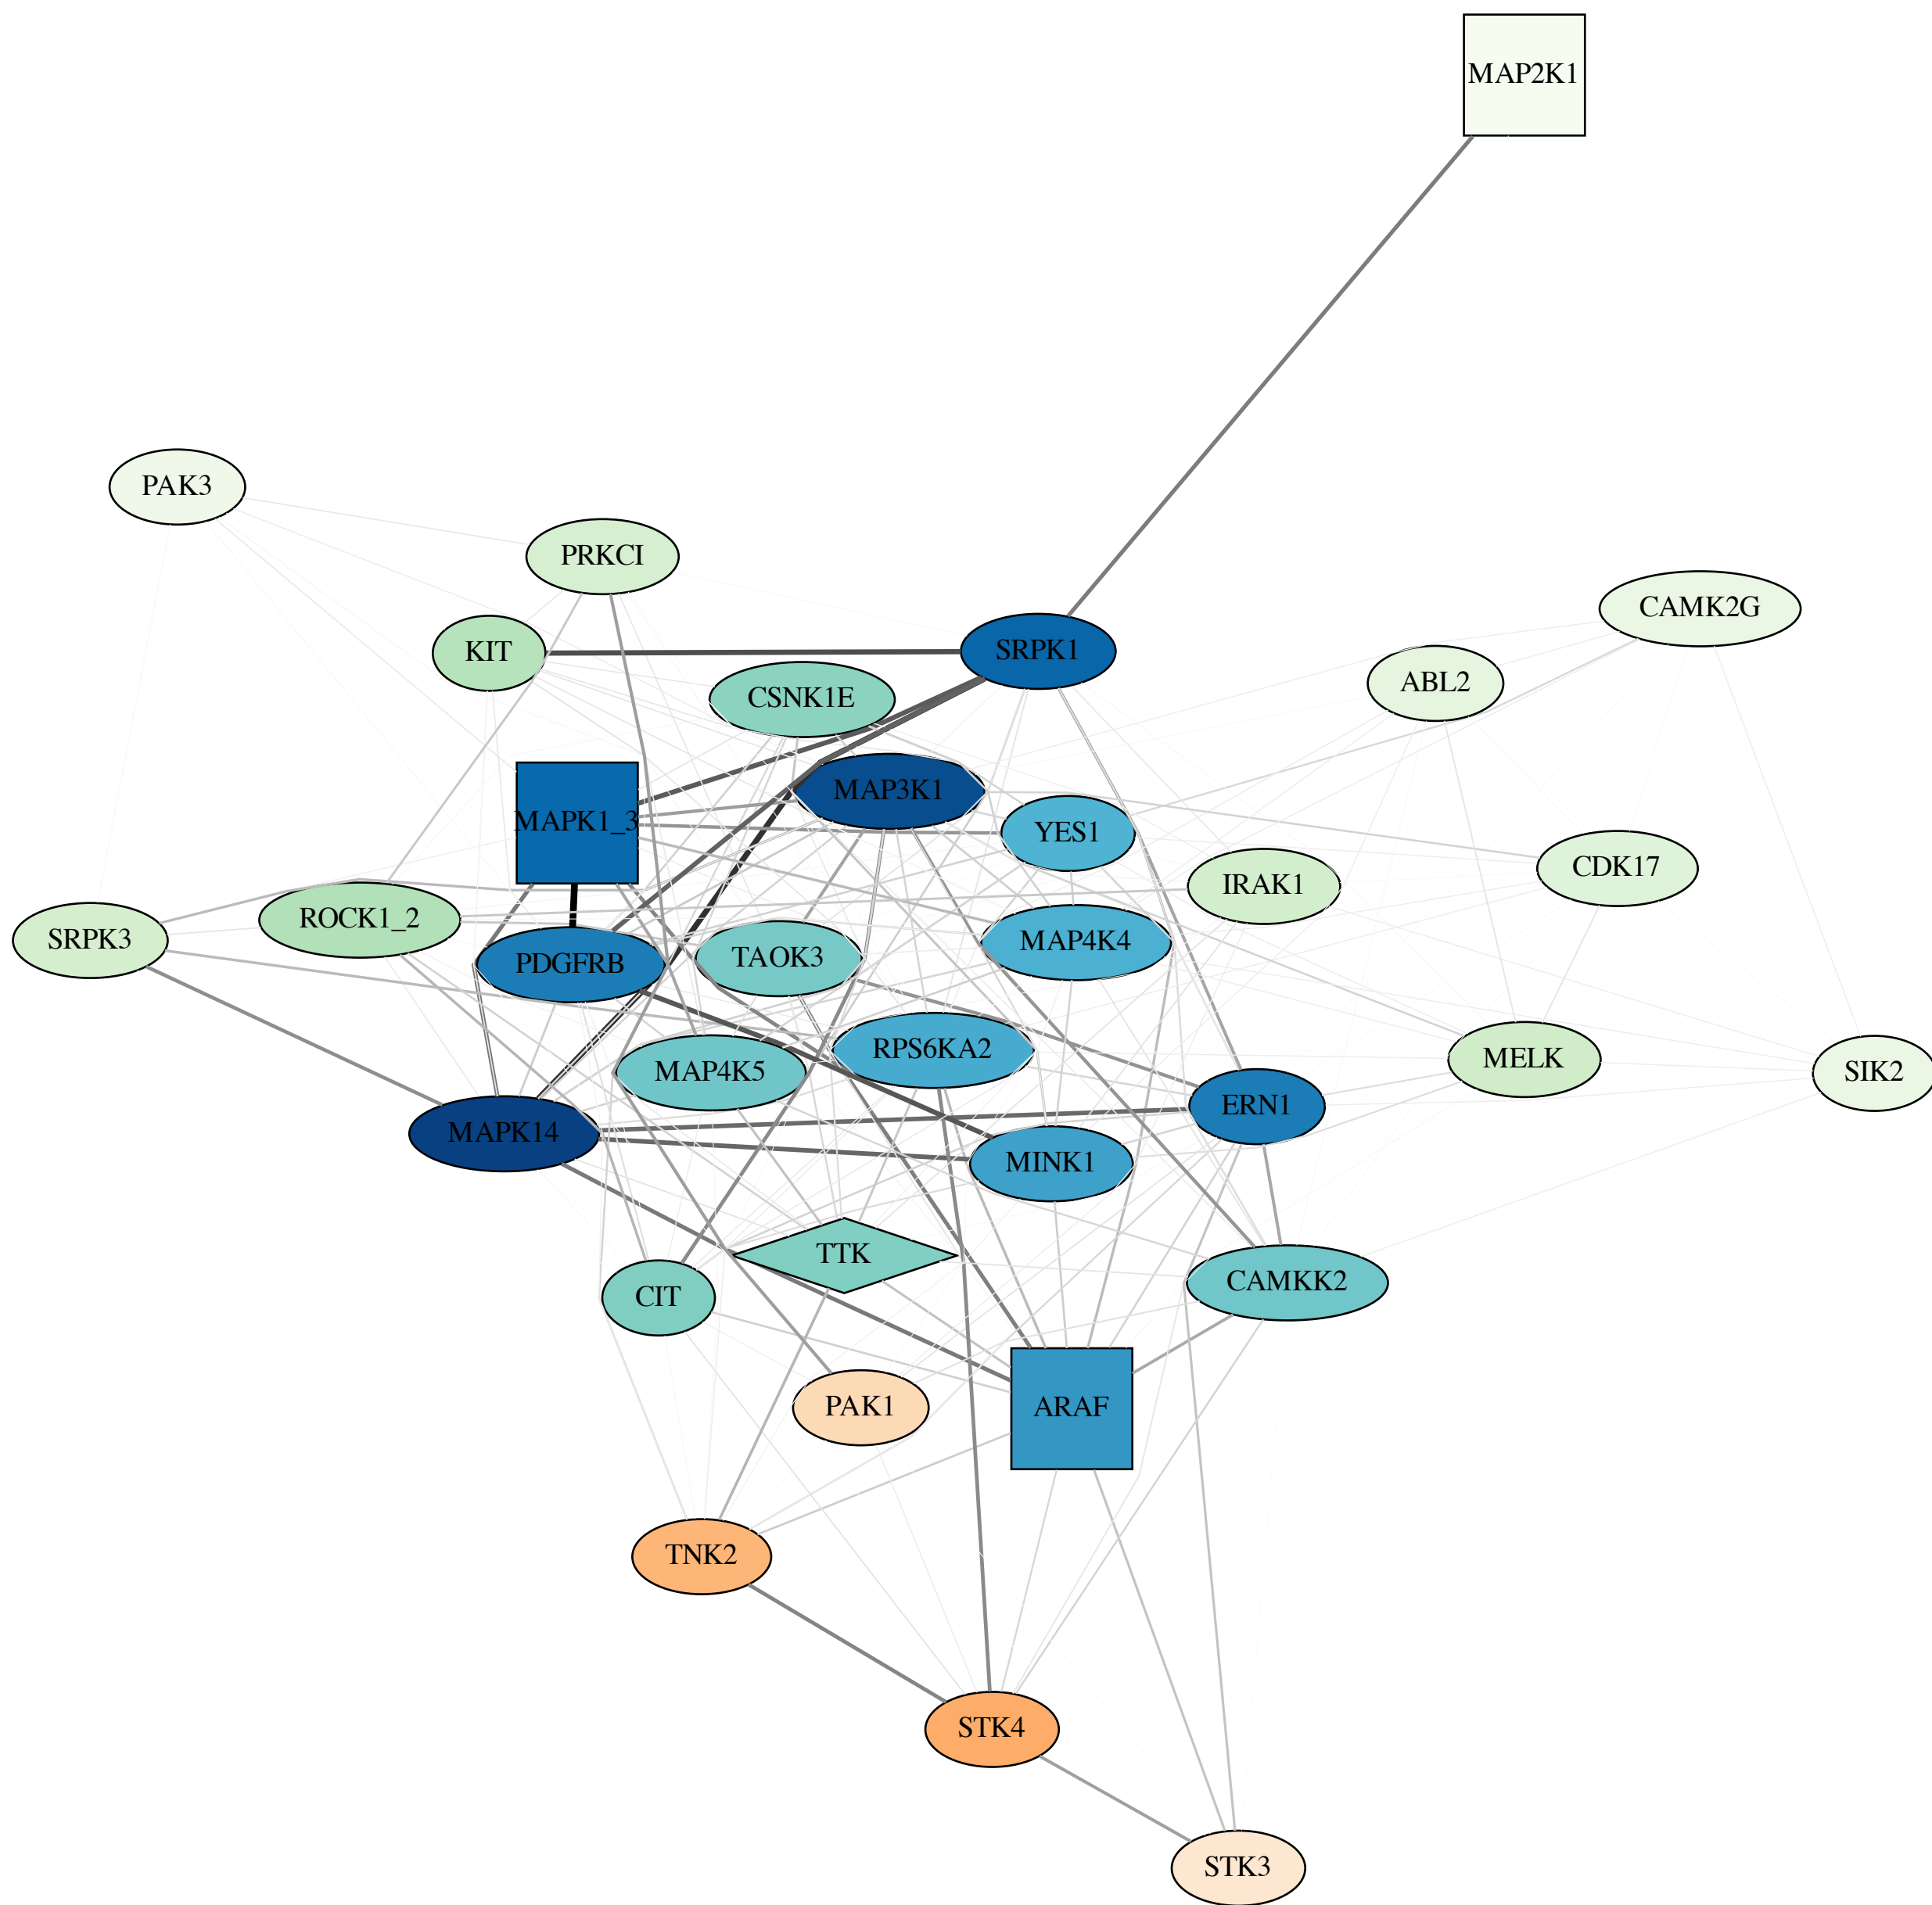 MAP2K1
PAK3
PRKCI
CAMK2G
KIT
SRPK1
ABL2
CSNK1E
MAP3K1
MAPK1_3
YES1
CDK17
IRAK1
ROCK1_2
SRPK3
MAP4K4
TAOK3
PDGFRB
RPS6KA2
MELK
MAP4K5
SIK2
ERN1
MAPK14
MINK1
TTK
CAMKK2
CIT
PAK1
ARAF
TNK2
STK4
STK3